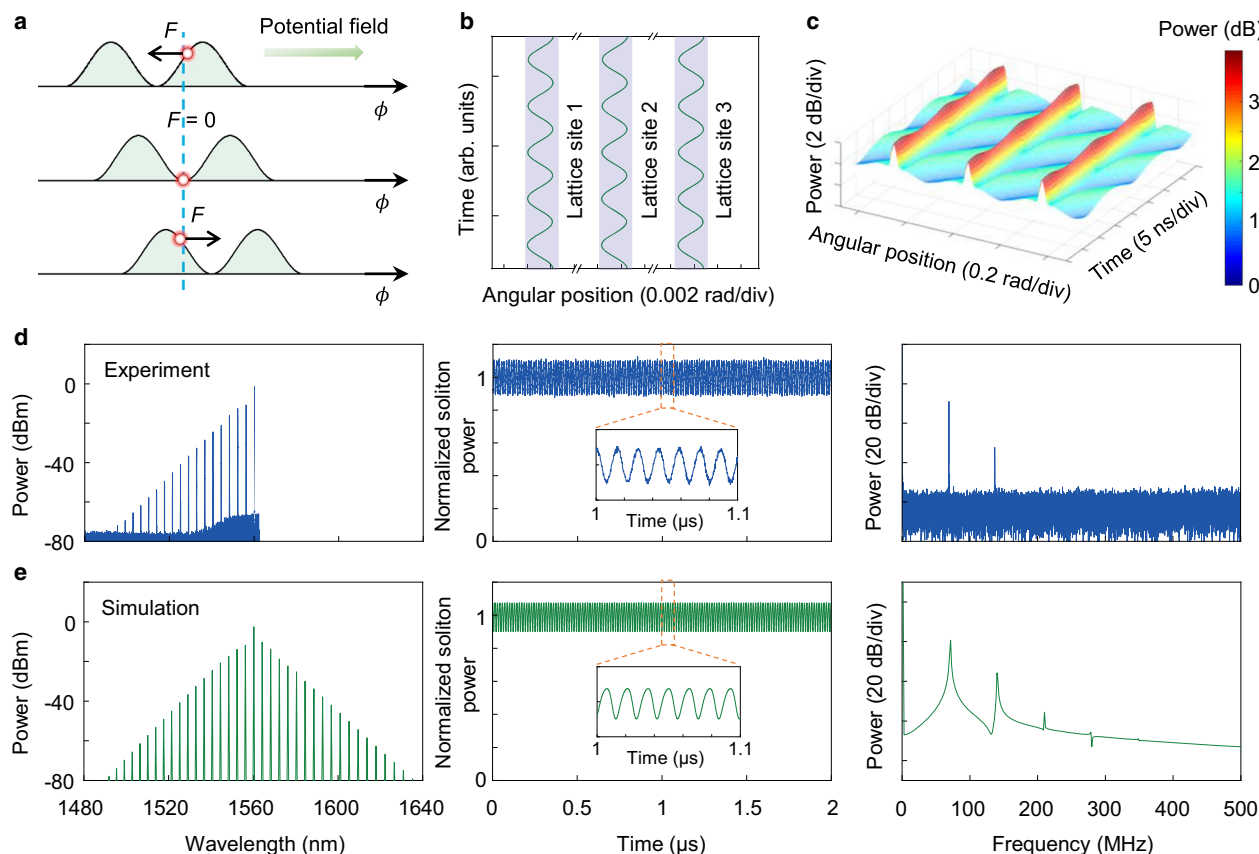 a
F
Potential field
ϕ
F = 0
ϕ
F
ϕ
b
Time (arb. units)
Lattice site 1
Lattice site 2
Lattice site 3
Angular position (0.002 rad/div)
c
Power (dB)
3
2
1
0
Power (2 dB/div)
Angular position (0.2 rad/div)
Time (5 ns/div)
d
Experiment
Power (dBm)
0
-40
-80
Normalized soliton
power
1
0
1
1.1
Time (µs)
Power (20 dB/div)
e
Simulation
Power (dBm)
0
-40
-80
1480
1520
1560
1600
1640
Wavelength (nm)
Normalized soliton
power
1
0
1
1.1
Time (µs)
0
0.5
1
1.5
2
Time (µs)
Power (20 dB/div)
0
100
200
300
400
500
Frequency (MHz)